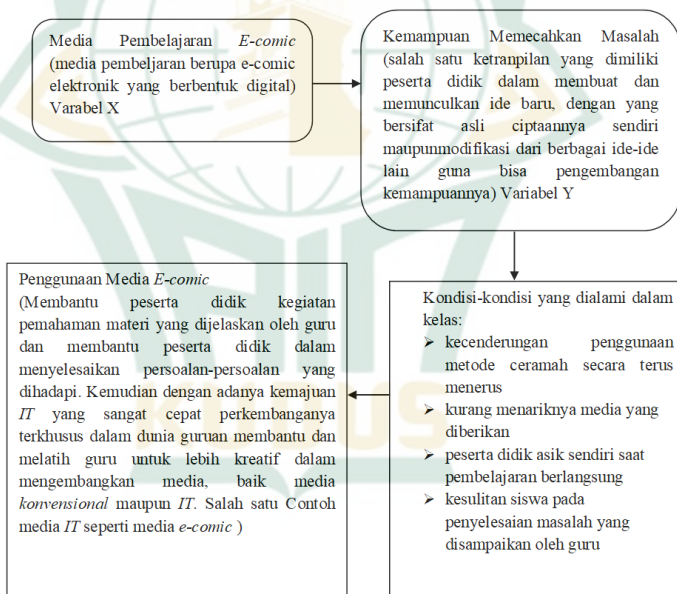 Media Pembelajaran E-comic
(media pembeljaran berupa e-comic
elektronik yang berbentuk digital)
Varabel X
Kemampuan Memecahkan Masalah
(salah satu ketranpilan yang dimiliki
peserta didik dalam membuat dan
memunculkan ide baru, dengan yang
bersifat asli ciptaannya sendiri
maupunmodifikasi dari berbagai ide-ide
lain guna bisa pengembangan
kemampuannya) Variabel Y
Penggunaan Media E-comic
(Membantu peserta didik kegiatan
pemahaman materi yang dijelaskan oleh guru
dan membantu peserta didik dalam
menyelesaikan persoalan-persoalan yang
dihadapi. Kemudian dengan adanya kemajuan
IT yang sangat cepat perkembanganya
terkhusus dalam dunia guruan membantu dan
melatih guru untuk lebih kreatif dalam
mengembangkan media, baik media
konvensional maupun IT. Salah satu Contoh
media IT seperti media e-comic )
Kondisi-kondisi yang dialami dalam
kelas:
➢ kecenderungan penggunaan
metode ceramah secara terus
menerus
➢ kurang menariknya media yang
diberikan
➢ peserta didik asik sendiri saat
pembelajaran berlangsung
➢ kesulitan siswa pada
penyelesaian masalah yang
disampaikan oleh guru
KUDUS